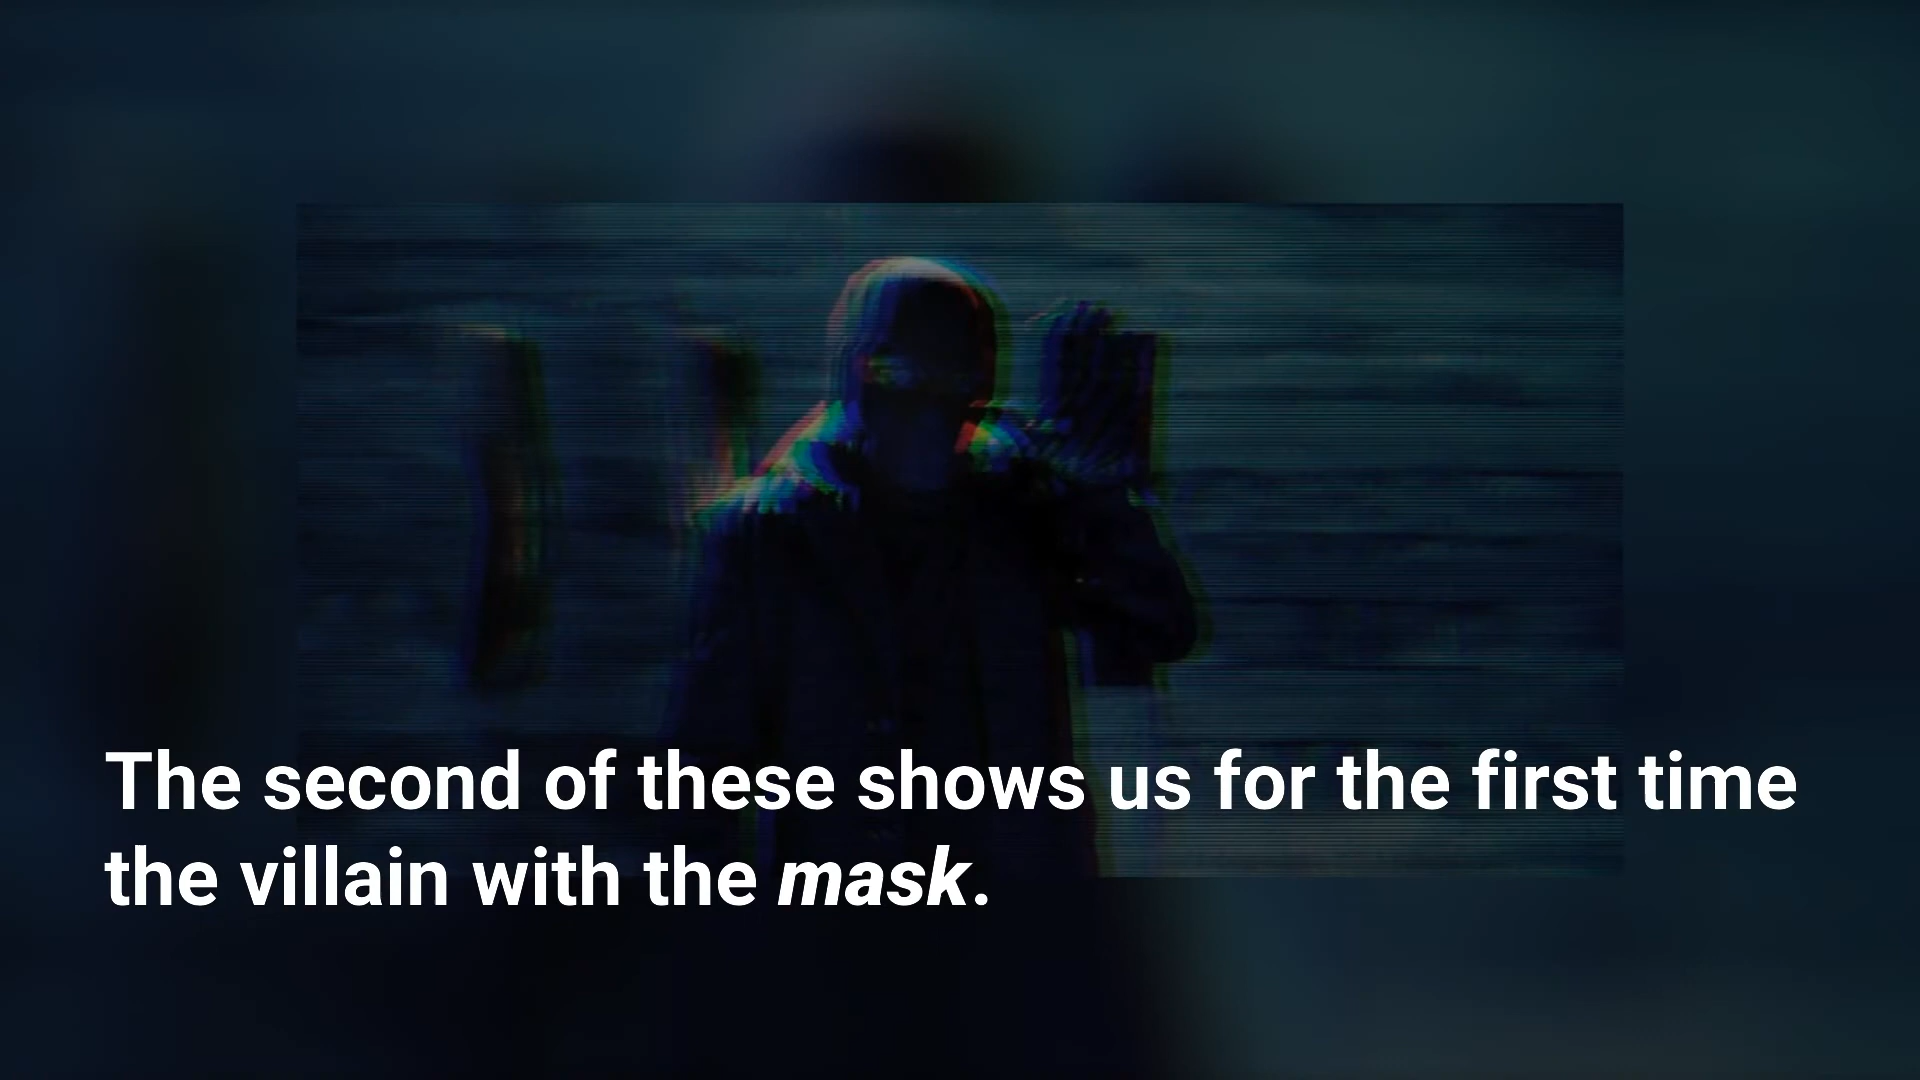 The second of these shows us for the first time
the villain with the mask.